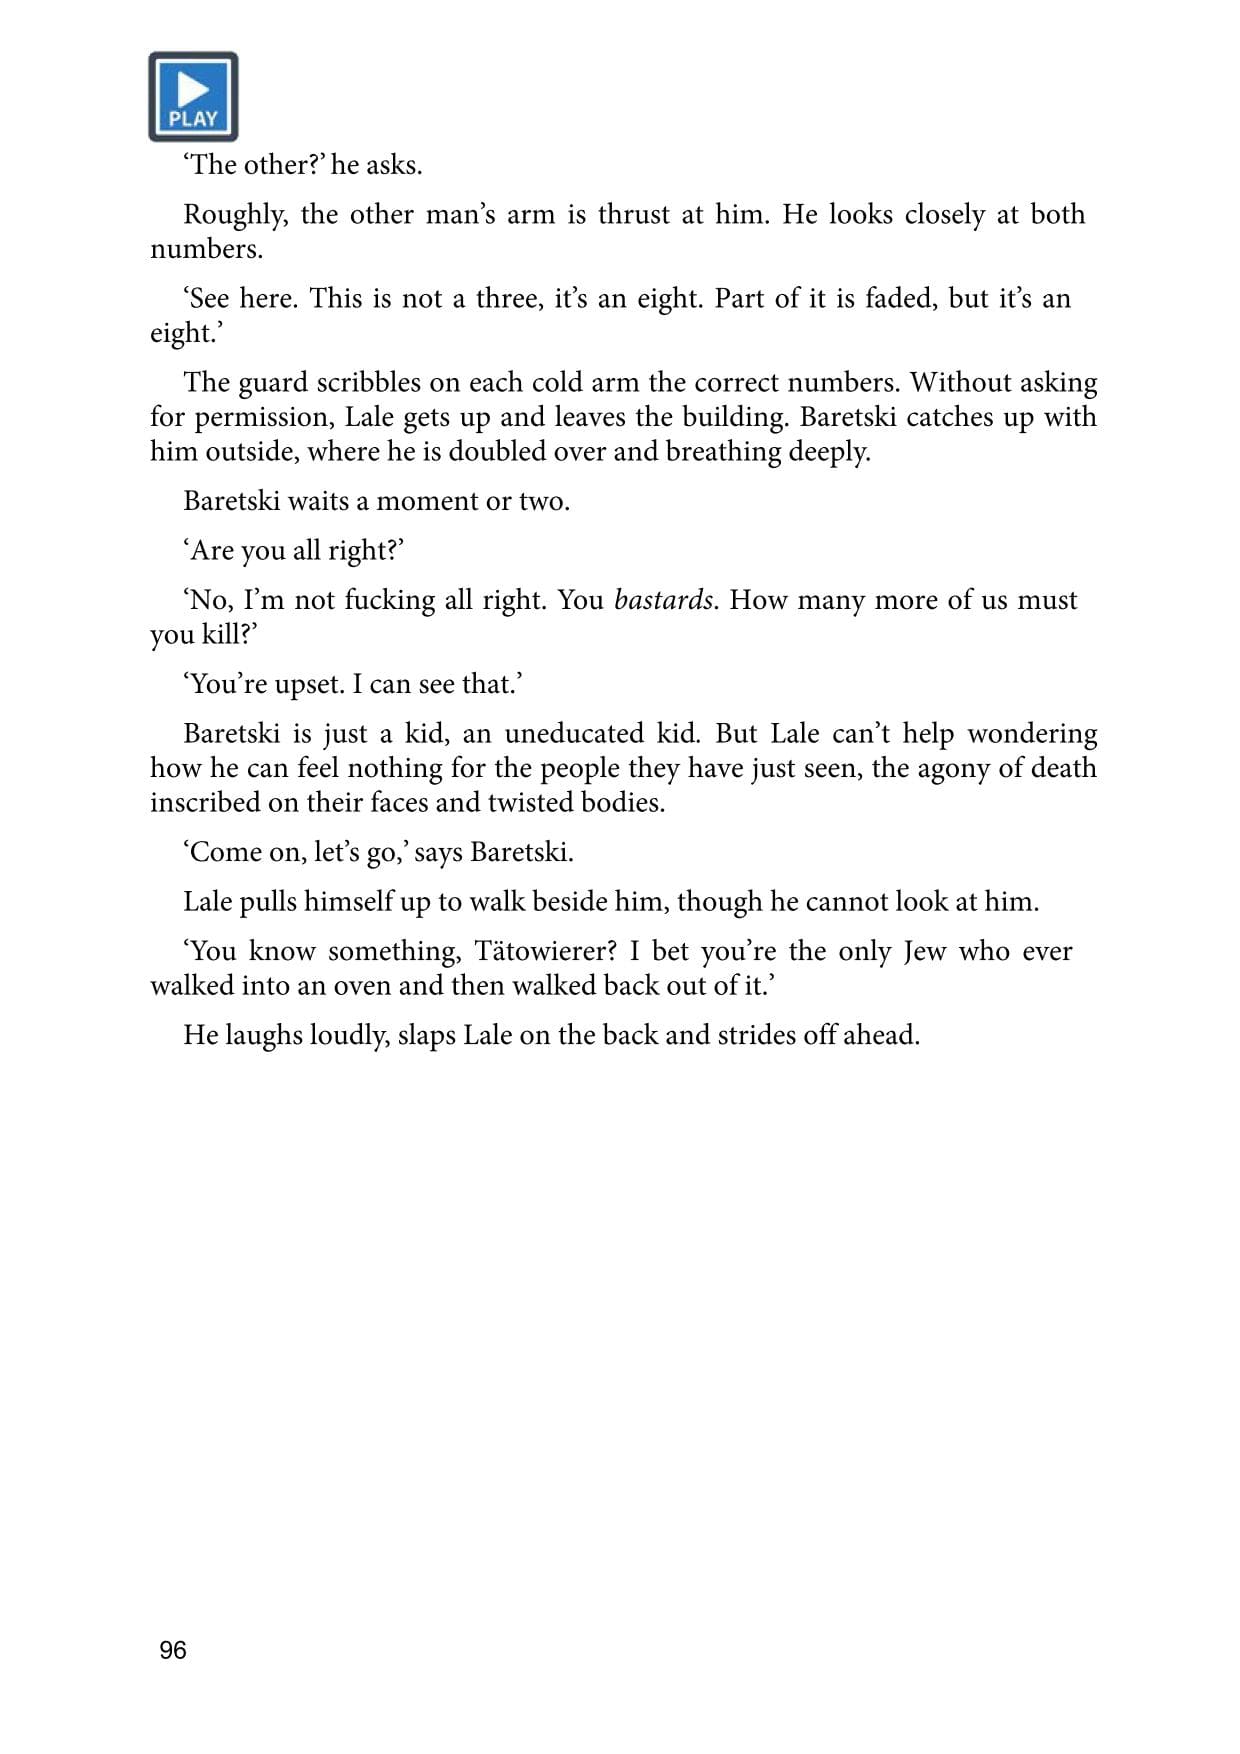 PLAY
‘The other?’ he asks.
Roughly, the other man’s arm is thrust at him. He looks closely at both
numbers.
‘See here. This is not a three, it’s an eight. Part of it is faded, but it’s an
eight.’
The guard scribbles on each cold arm the correct numbers. Without asking
for permission, Lale gets up and leaves the building. Baretski catches up with
him outside, where he is doubled over and breathing deeply.
Baretski waits a moment or two.
‘Are you all right?’
‘No, I’m not fucking all right. You bastards. How many more of us must
you kill?’
‘You’re upset. I can see that.’
Baretski is just a kid, an uneducated kid. But Lale can’t help wondering
how he can feel nothing for the people they have just seen, the agony of death
inscribed on their faces and twisted bodies.
‘Come on, let’s go,’ says Baretski.
Lale pulls himself up to walk beside him, though he cannot look at him.
‘You know something, Tätowierer? I bet you’re the only Jew who ever
walked into an oven and then walked back out of it.’
He laughs loudly, slaps Lale on the back and strides off ahead.
96